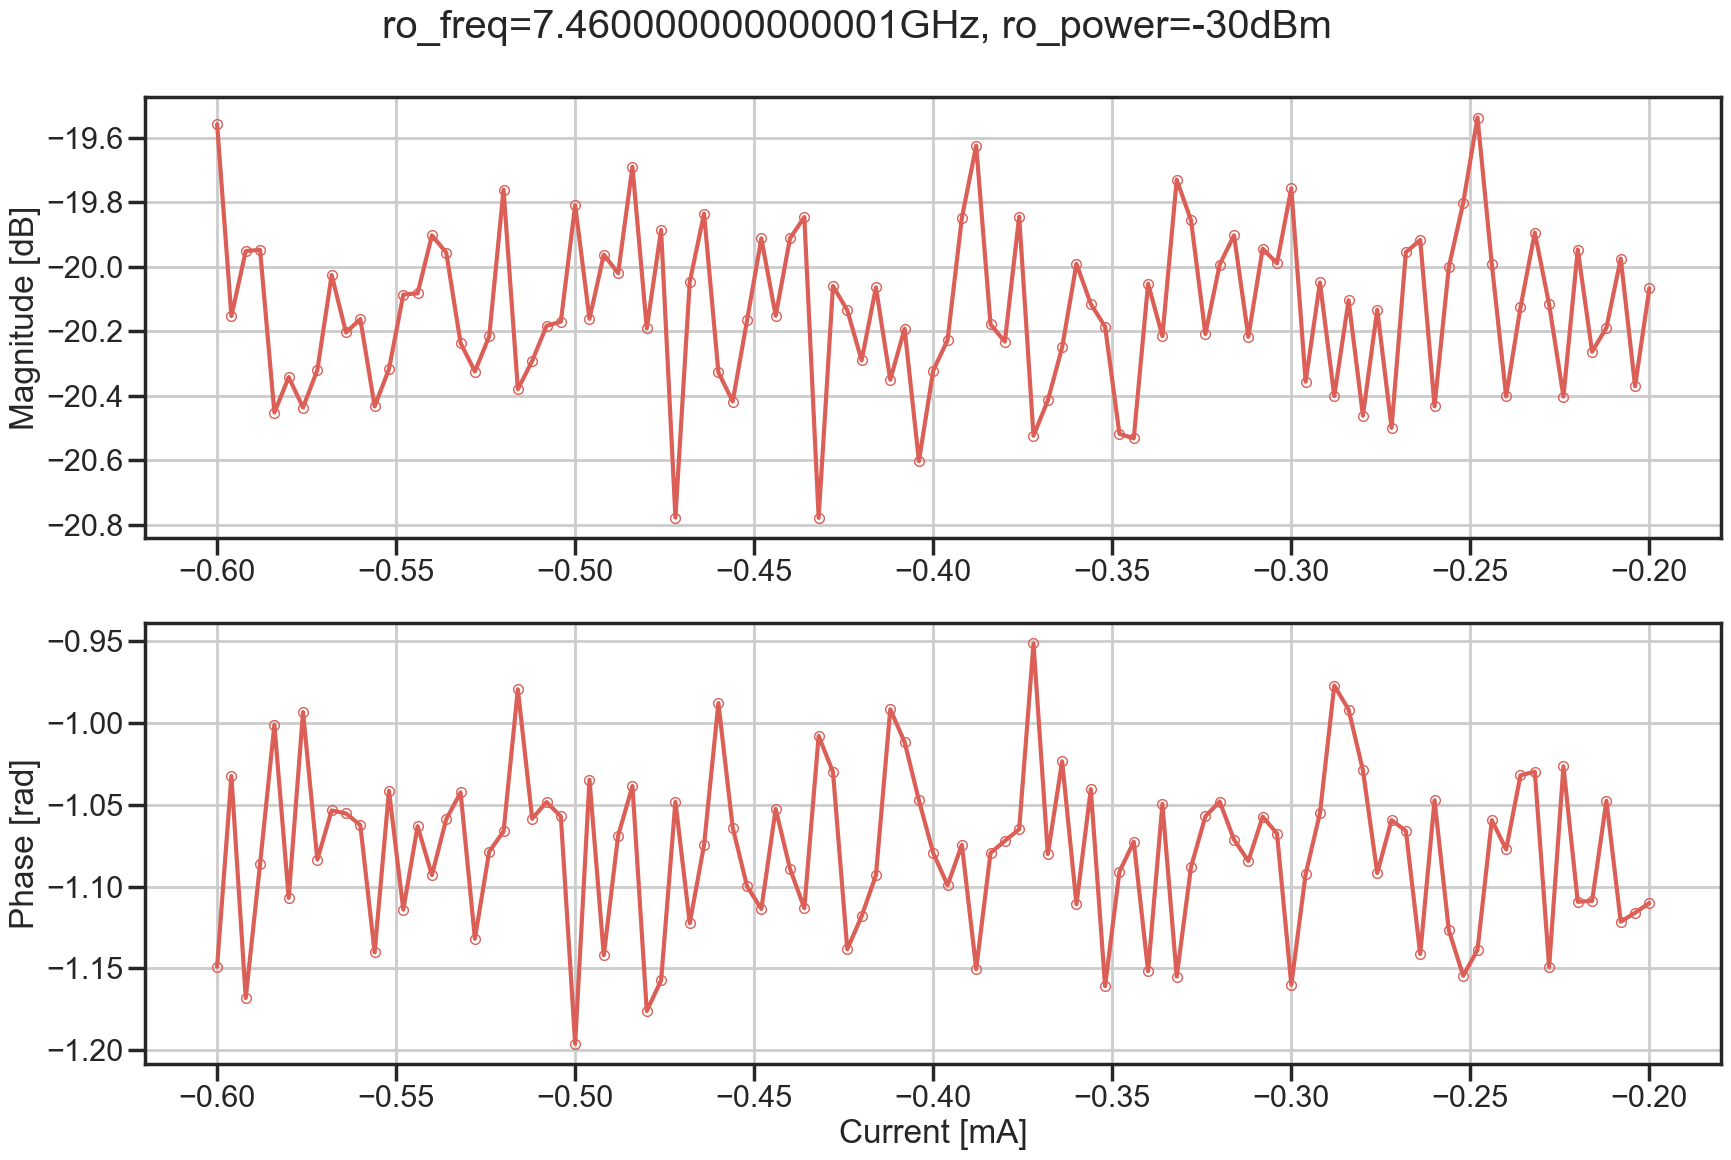 ro_freq=7.460000000000001GHz, ro_power=-30dBm
Magnitude [dB]
−19.6
−19.8
−20.0
−20.2
−20.4
−20.6
−20.8
−0.60 −0.55 −0.50 −0.45 −0.40 −0.35 −0.30 −0.25 −0.20
Phase [rad]
−0.95
−1.00
−1.05
−1.10
−1.15
−1.20
−0.60 −0.55 −0.50 −0.45 −0.40 −0.35 −0.30 −0.25 −0.20
Current [mA]